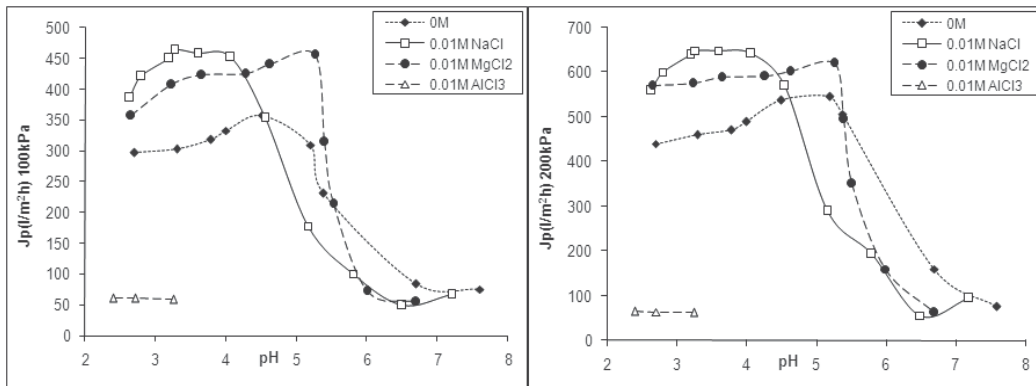 Jp(l/m²h) 100kPa
500
450
400
350
300
250
200
150
100
50
0
2 3 4 5 6 7 8
pH
0M
0.01M NaCl
0.01M MgCl2
0.01M AlCl3
Jp(l/m²h) 200kPa
700
600
500
400
300
200
100
0
2 3 4 5 6 7 8
pH
0M
0.01M NaCl
0.01M MgCl2
0.01M AlCl3